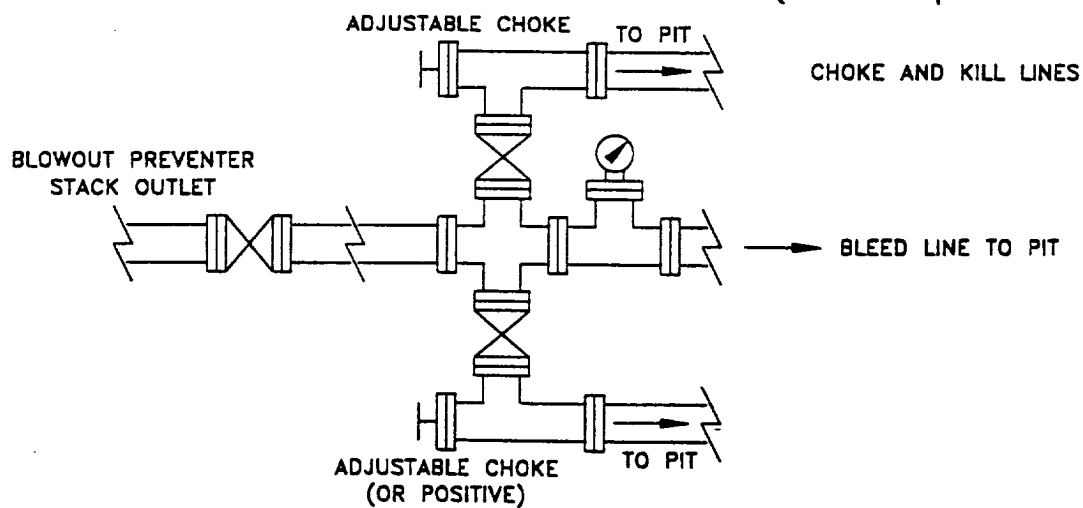 ADJUSTABLE CHOKE
TO PIT
CHOKE AND KILL LINES
BLOWOUT PREVENTER
STACK OUTLET
BLEED LINE TO PIT
TO PIT
ADJUSTABLE CHOKE
(OR POSITIVE)